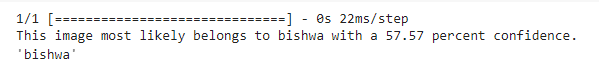 1/1 [==============================] - 0s 22ms/step
This image most likely belongs to bishwa with a 57.57 percent confidence.
'bishwa'